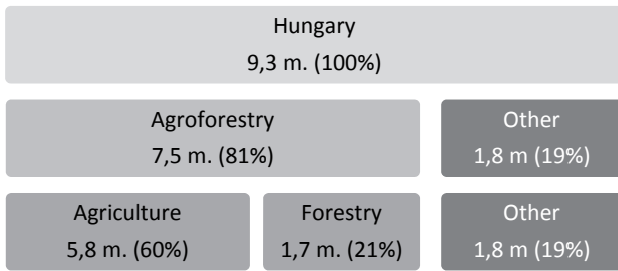 Hungary
9,3 m. (100%)
Agroforestry
7,5 m. (81%)
Other
1,8 m (19%)
Agriculture
5,8 m. (60%)
Forestry
1,7 m. (21%)
Other
1,8 m (19%)